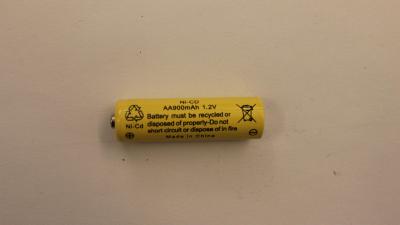 Ni-CD
AA900mAh 1.2V
Battery must be recycled or
disposed of property-Do not
short circuit or dispose of in fire
Made in China
Ni-Cd